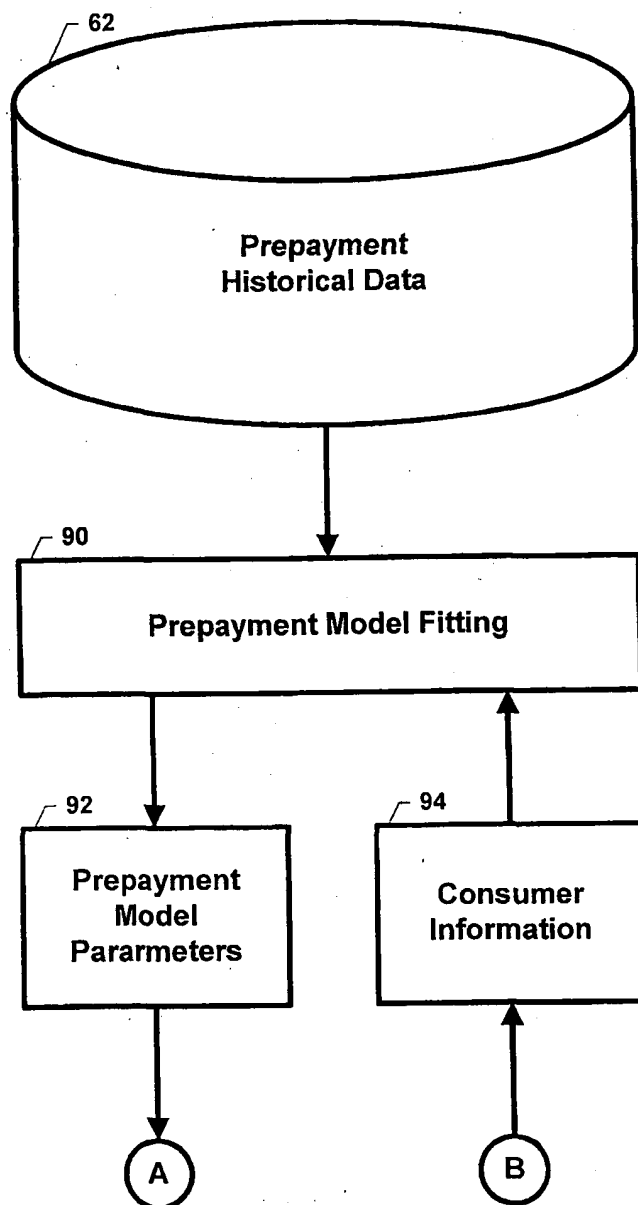 62
Prepayment
Historical Data
90
Prepayment Model Fitting
92
Prepayment
Model
Pararmeters
94
Consumer
Information
A
B